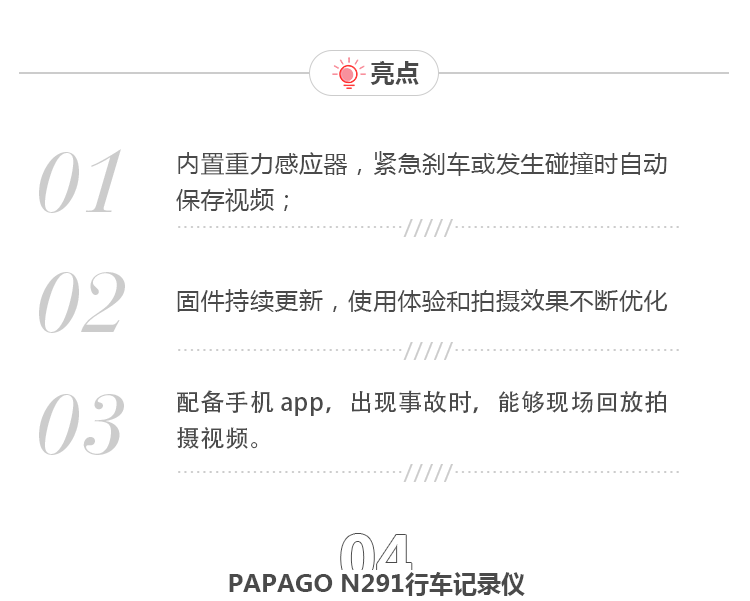 亮点
01
内置重力感应器，紧急刹车或发生碰撞时自动
保存视频；
02
固件持续更新，使用体验和拍摄效果不断优化
03
配备手机 app，出现事故时，能够现场回放拍
摄视频。
04
PAPAGO N291行车记录仪